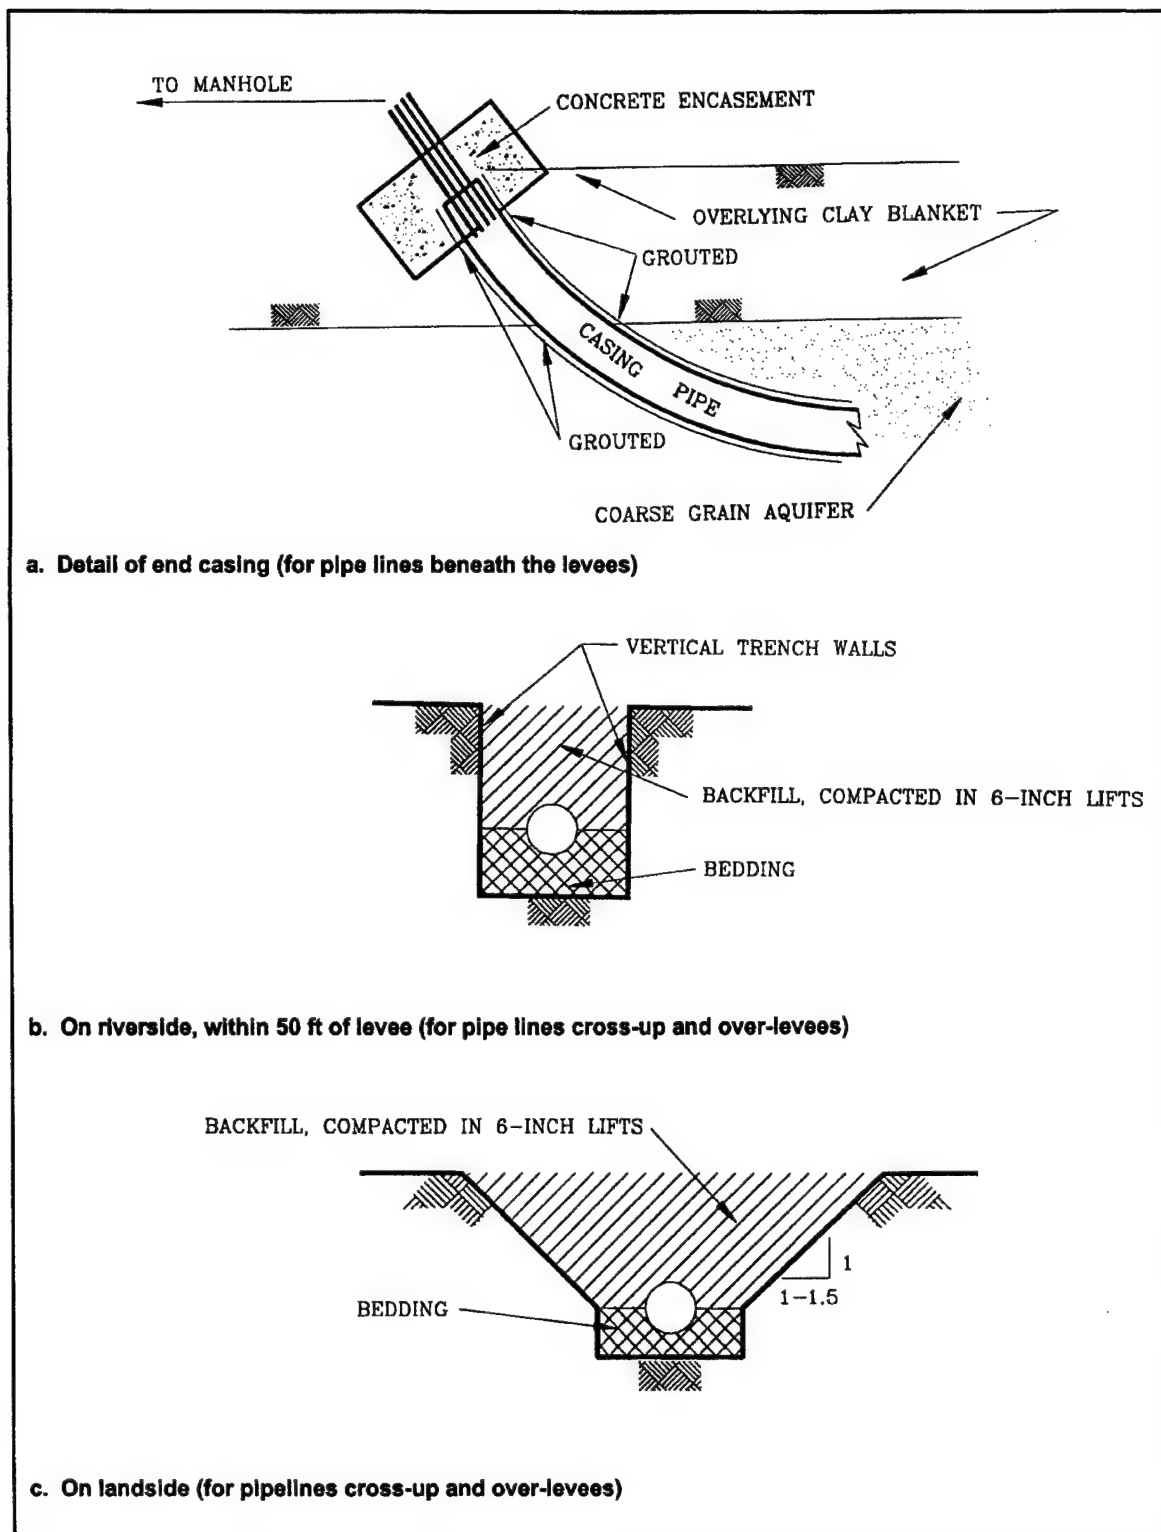 TO MANHOLE
CONCRETE ENCASEMENT
OVERLYING CLAY BLANKET
GROUTED
CASING PIPE
GROUTED
COARSE GRAIN AQUIFER
a. Detail of end casing (for pipe lines beneath the levees)
VERTICAL TRENCH WALLS
BACKFILL, COMPACTED IN 6-INCH LIFTS
BEDDING
b. On riverside, within 50 ft of levee (for pipe lines cross-up and over-levees)
BACKFILL, COMPACTED IN 6-INCH LIFTS
1
1-1.5
BEDDING
c. On landside (for pipelines cross-up and over-levees)